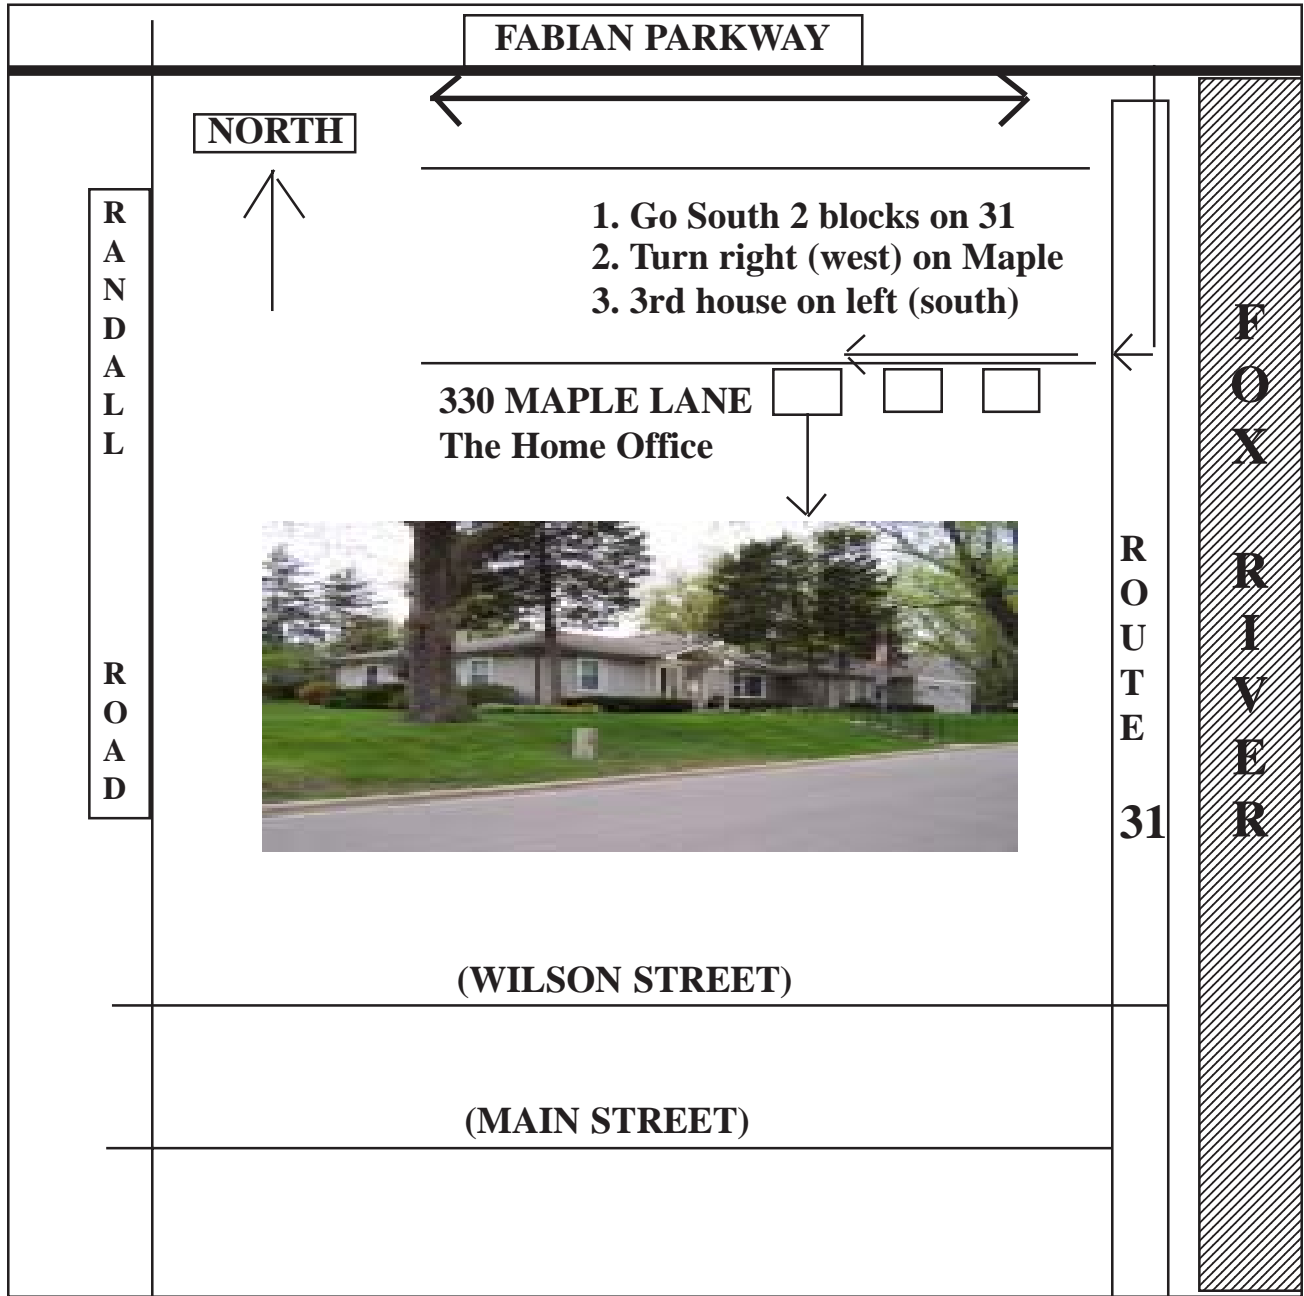 FABIAN PARKWAY
NORTH
1. Go South 2 blocks on 31
2. Turn right (west) on Maple
3. 3rd house on left (south)
RANDALL ROAD
330 MAPLE LANE
The Home Office
ROUTE 31
FOX RIVER
(WILSON STREET)
(MAIN STREET)